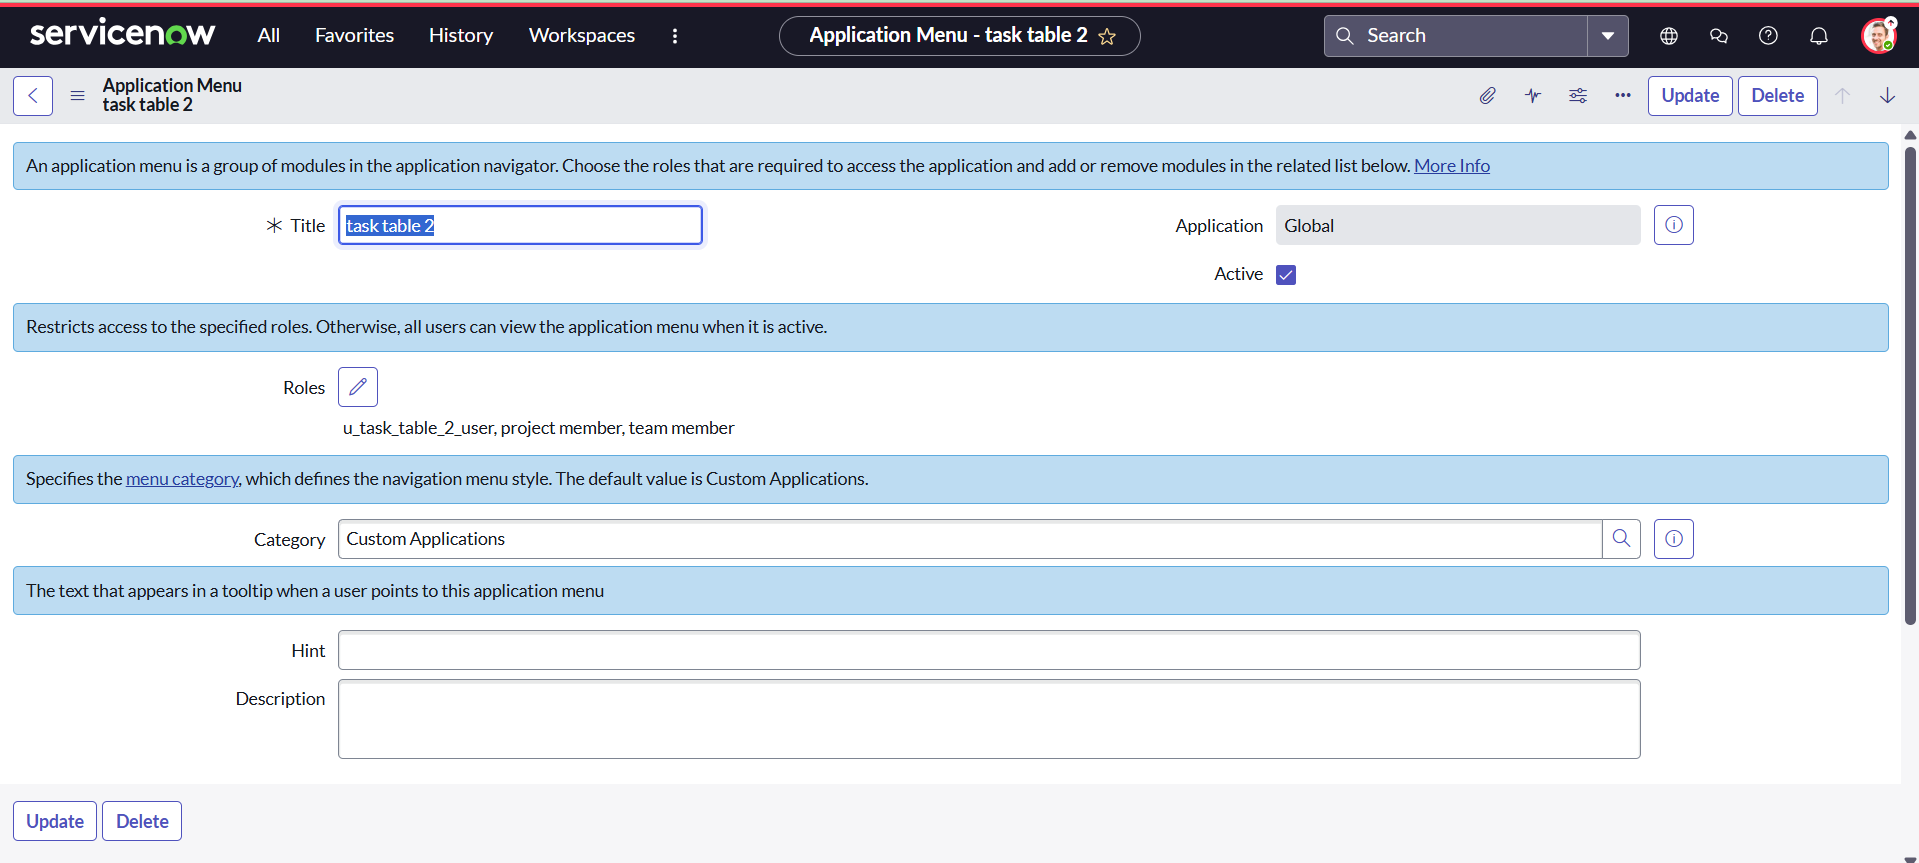 servicenow All Favorites History Workspaces Application Menu - task table 2 Search
Application Menu
task table 2
Update Delete
An application menu is a group of modules in the application navigator. Choose the roles that are required to access the application and add or remove modules in the related list below. More Info
Title task table 2 Application Global
Active
Restricts access to the specified roles. Otherwise, all users can view the application menu when it is active.
Roles
u_task_table_2_user, project member, team member
Specifies the menu category, which defines the navigation menu style. The default value is Custom Applications.
Category Custom Applications
The text that appears in a tooltip when a user points to this application menu
Hint
Description
Update Delete